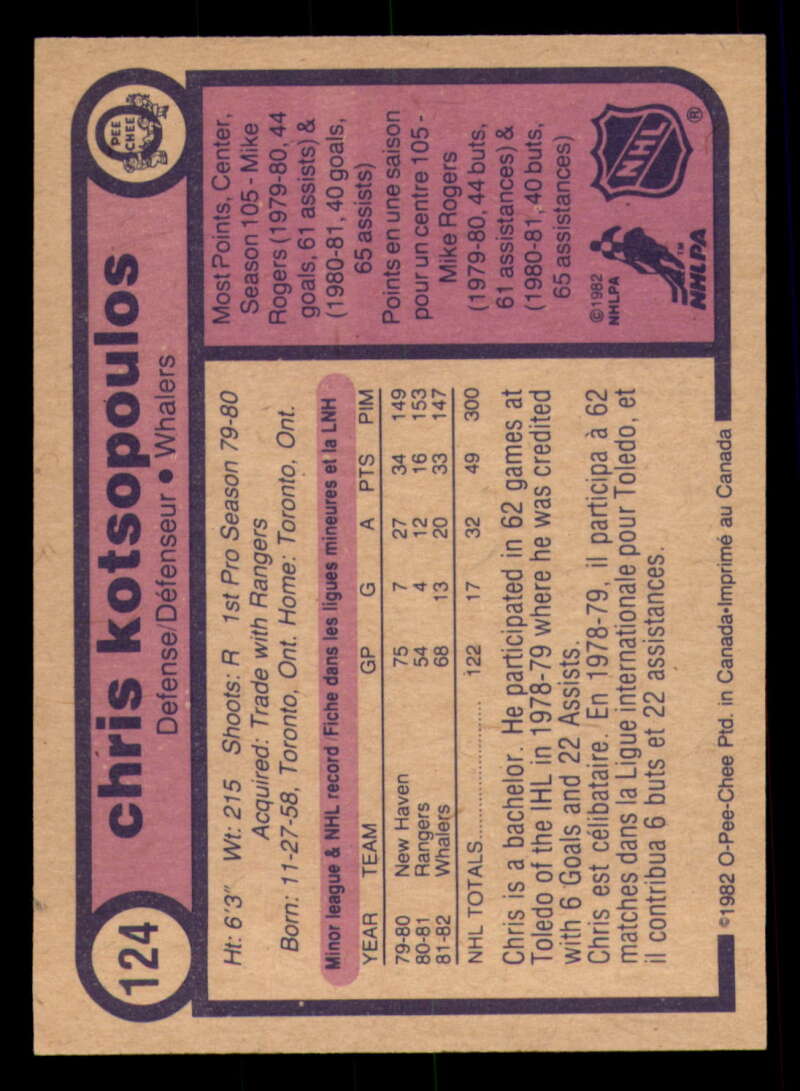 124
chris kotsopoulos
Defense/Défenseur • Whalers
O
PEE
CHEE
Ht: 6'3" Wt: 215 Shoots: R 1st Pro Season 79-80
Acquired: Trade with Rangers
Born: 11-27-58, Toronto, Ont. Home: Toronto, Ont.
Minor league & NHL record/Fiche dans les ligues mineures et la LNH
YEAR TEAM GP G A PTS PIM
79-80 New Haven 75 7 27 34 149
80-81 Rangers 54 4 12 16 153
81-82 Whalers 68 13 20 33 147
NHL TOTALS.................... 122 17 32 49 300
Chris is a bachelor. He participated in 62 games at
Toledo of the IHL in 1978-79 where he was credited
with 6 Goals and 22 Assists.
Chris est célibataire. En 1978-79, il participa à 62
matches dans la Ligue internationale pour Toledo, et
il contribua 6 buts et 22 assistances.
Most Points, Center,
Season 105 - Mike
Rogers (1979-80, 44
goals, 61 assists) &
(1980-81, 40 goals,
65 assists)
Points en une saison
pour un centre 105 -
Mike Rogers
(1979-80, 44 buts,
61 assistances) &
(1980-81, 40 buts,
65 assistances)
©1982
NHLPA
NHLPA™
NHL®
©1982 O-Pee-Chee Ptd. in Canada•Imprimé au Canada